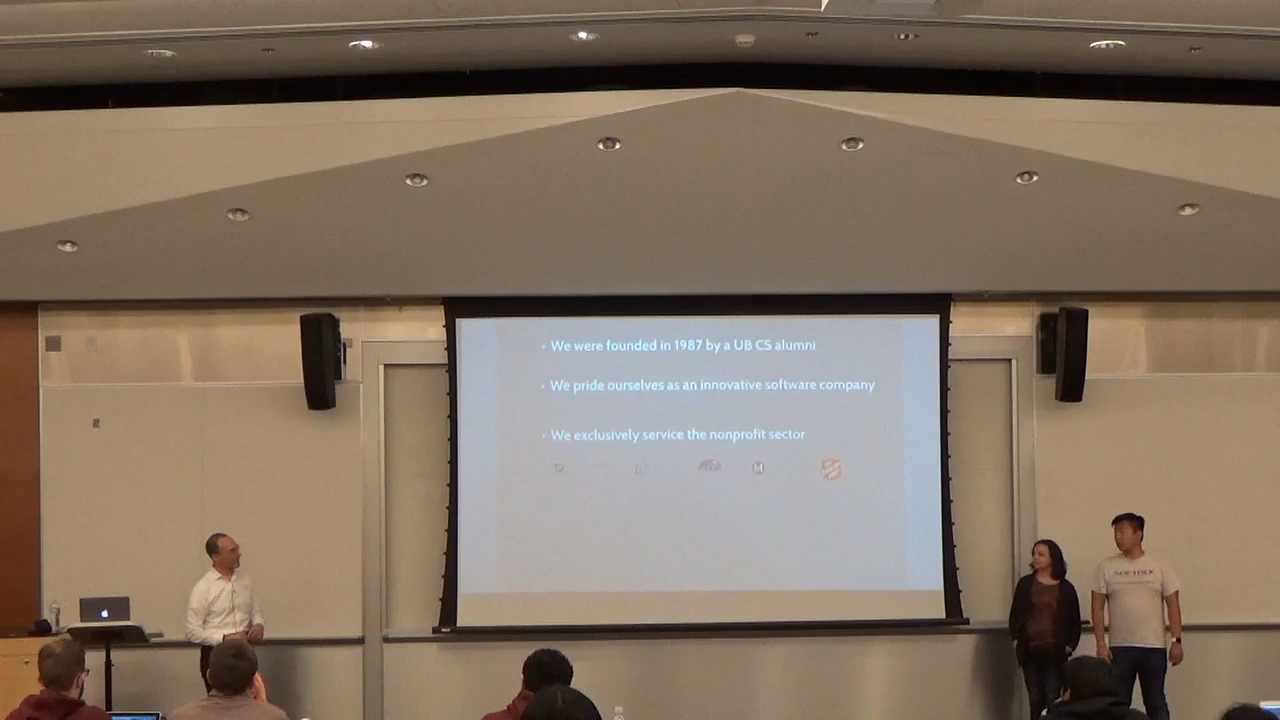 • We were founded in 1987 by a UB CS alumni
• We pride ourselves as an innovative software company
• We exclusively service the nonprofit sector
M
SOFTREK